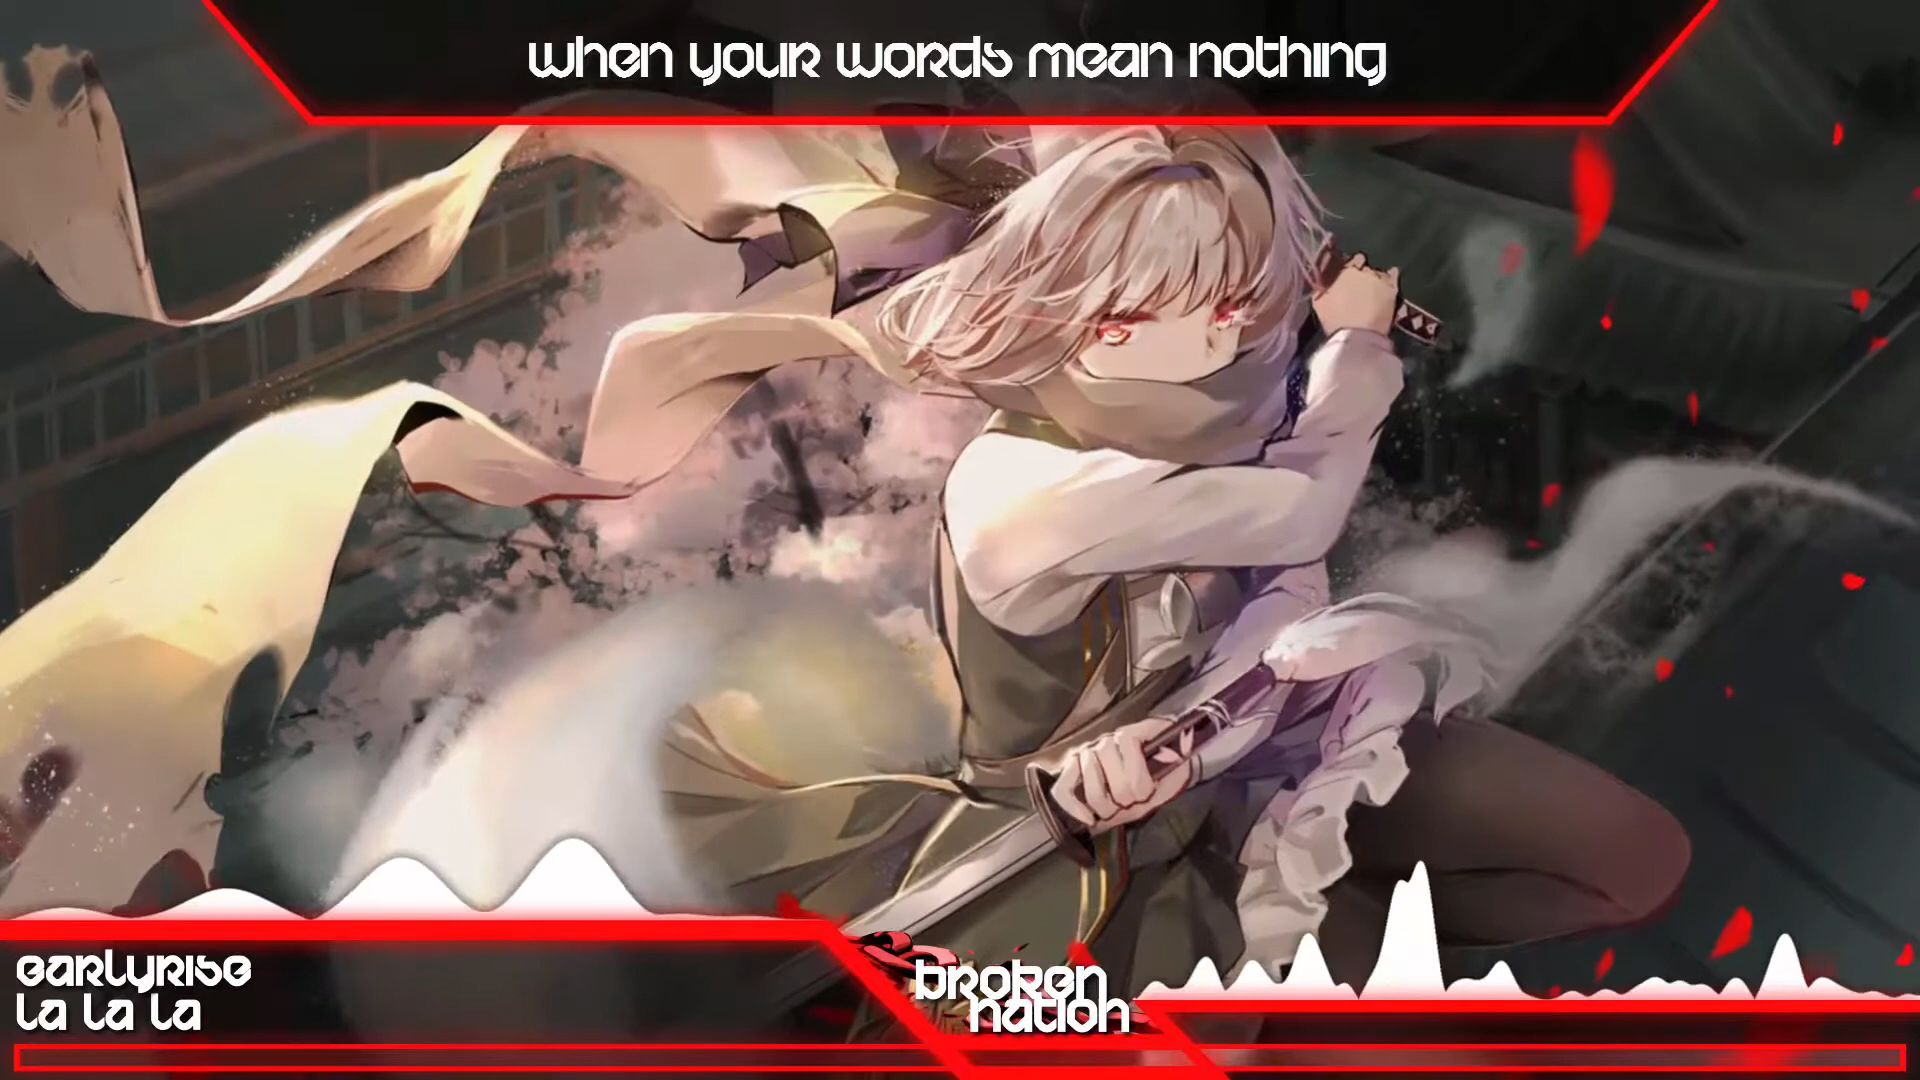 when your words mean nothing
earlyrise
la la la
broken
nation